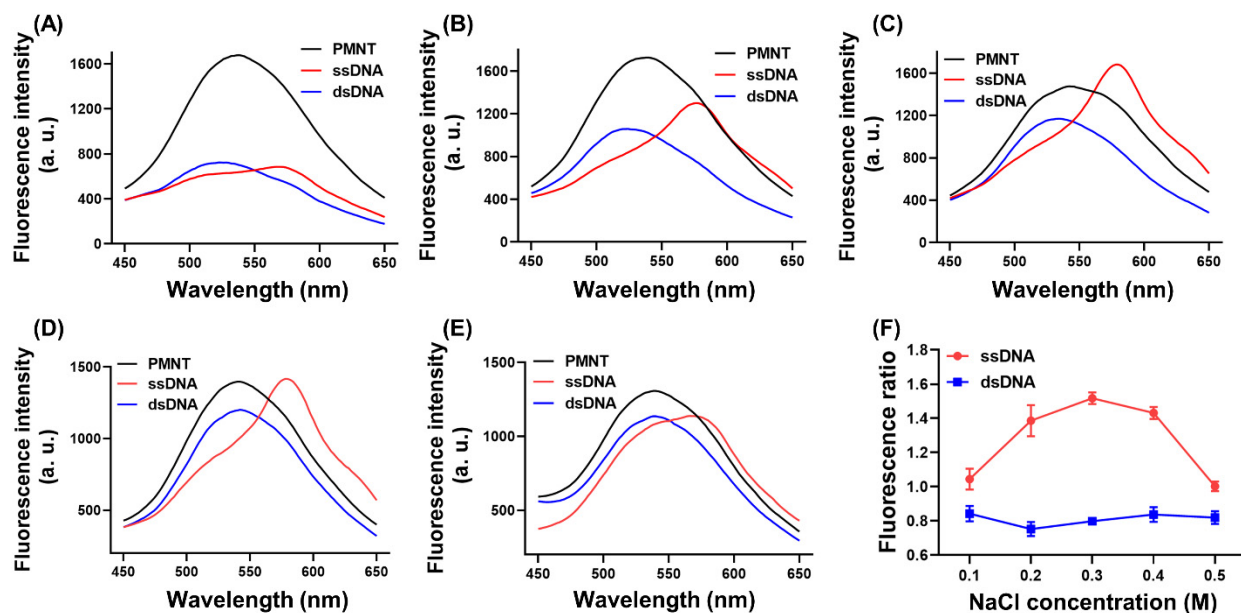 (A)
Fluorescence intensity
(a. u.)
1600
1200
800
400
0
450 500 550 600 650
Wavelength (nm)
PMNT
ssDNA
dsDNA
(B)
Fluorescence intensity
(a. u.)
1600
1200
800
400
0
450 500 550 600 650
Wavelength (nm)
PMNT
ssDNA
dsDNA
(C)
Fluorescence intensity
(a. u.)
1600
1200
800
400
0
450 500 550 600 650
Wavelength (nm)
PMNT
ssDNA
dsDNA
(D)
Fluorescence intensity
(a. u.)
1500
1000
500
450 500 550 600 650
Wavelength (nm)
PMNT
ssDNA
dsDNA
(E)
Fluorescence intensity
(a. u.)
1500
1000
500
450 500 550 600 650
Wavelength (nm)
PMNT
ssDNA
dsDNA
(F)
Fluorescence ratio
1.8
1.6
1.4
1.2
1.0
0.8
0.6
0.1 0.2 0.3 0.4 0.5
NaCl concentration (M)
ssDNA
dsDNA